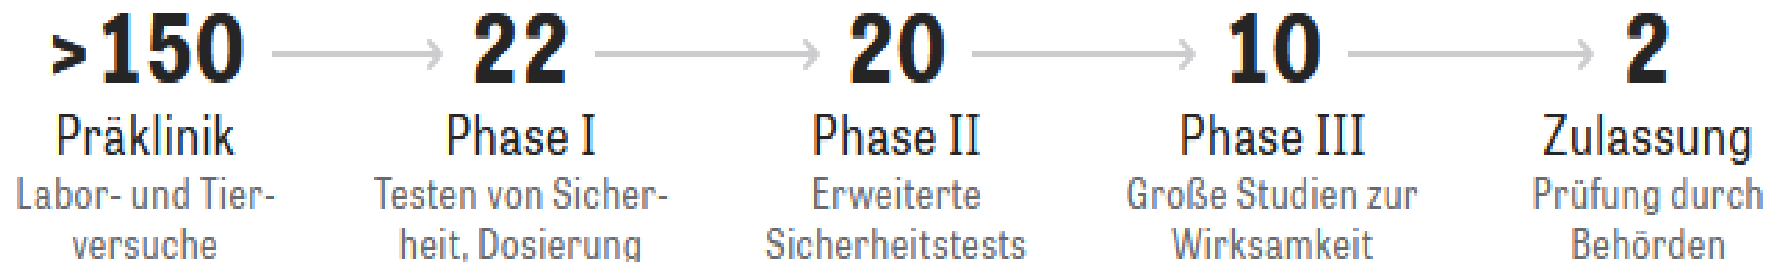 >150
22
20
10
2
Präklinik
Phase I
Phase II
Phase III
Zulassung
Labor- und Tier-
versuche
Testen von Sicher-
heit, Dosierung
Erweiterte
Sicherheitstests
Große Studien zur
Wirksamkeit
Prüfung durch
Behörden